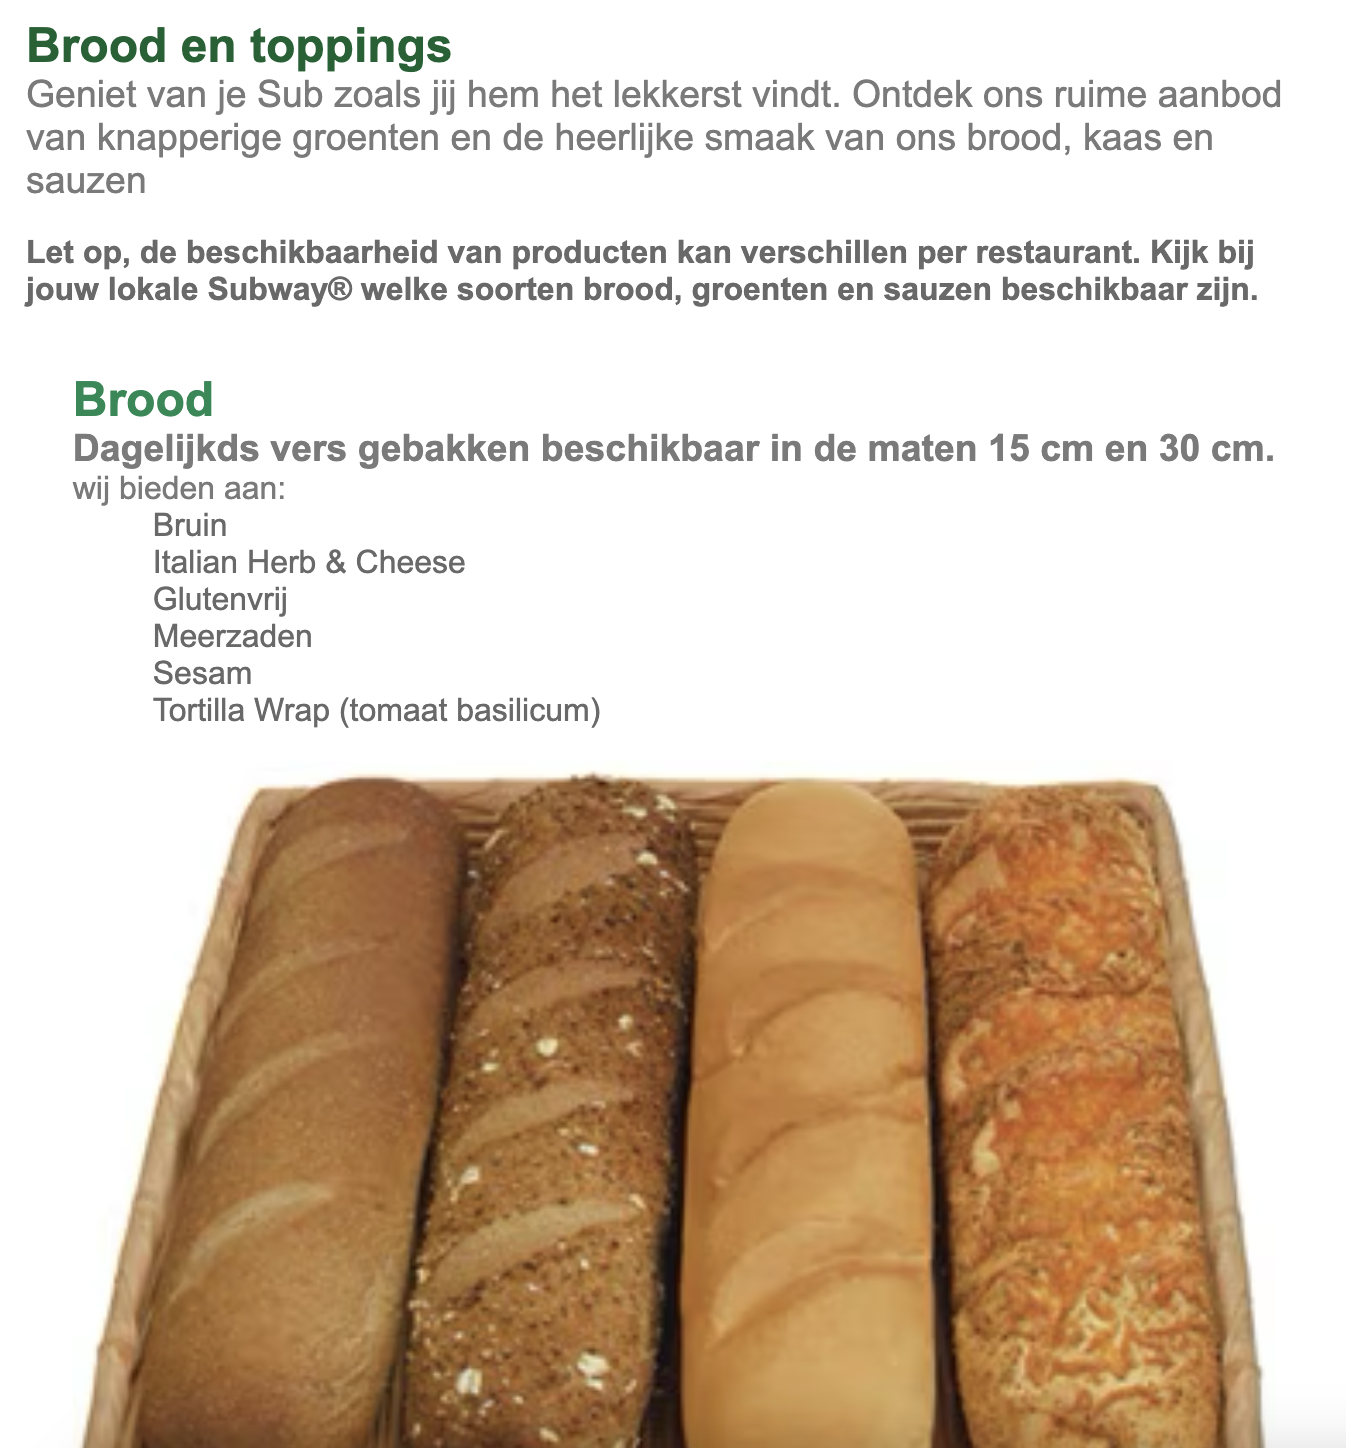 Brood en toppings
Geniet van je Sub zoals jij hem het lekkerst vindt. Ontdek ons ruime aanbod
van knapperige groenten en de heerlijke smaak van ons brood, kaas en
sauzen
Let op, de beschikbaarheid van producten kan verschillen per restaurant. Kijk bij
jouw lokale Subway® welke soorten brood, groenten en sauzen beschikbaar zijn.
Brood
Dagelijkds vers gebakken beschikbaar in de maten 15 cm en 30 cm.
wij bieden aan:
Bruin
Italian Herb & Cheese
Glutenvrij
Meerzaden
Sesam
Tortilla Wrap (tomaat basilicum)